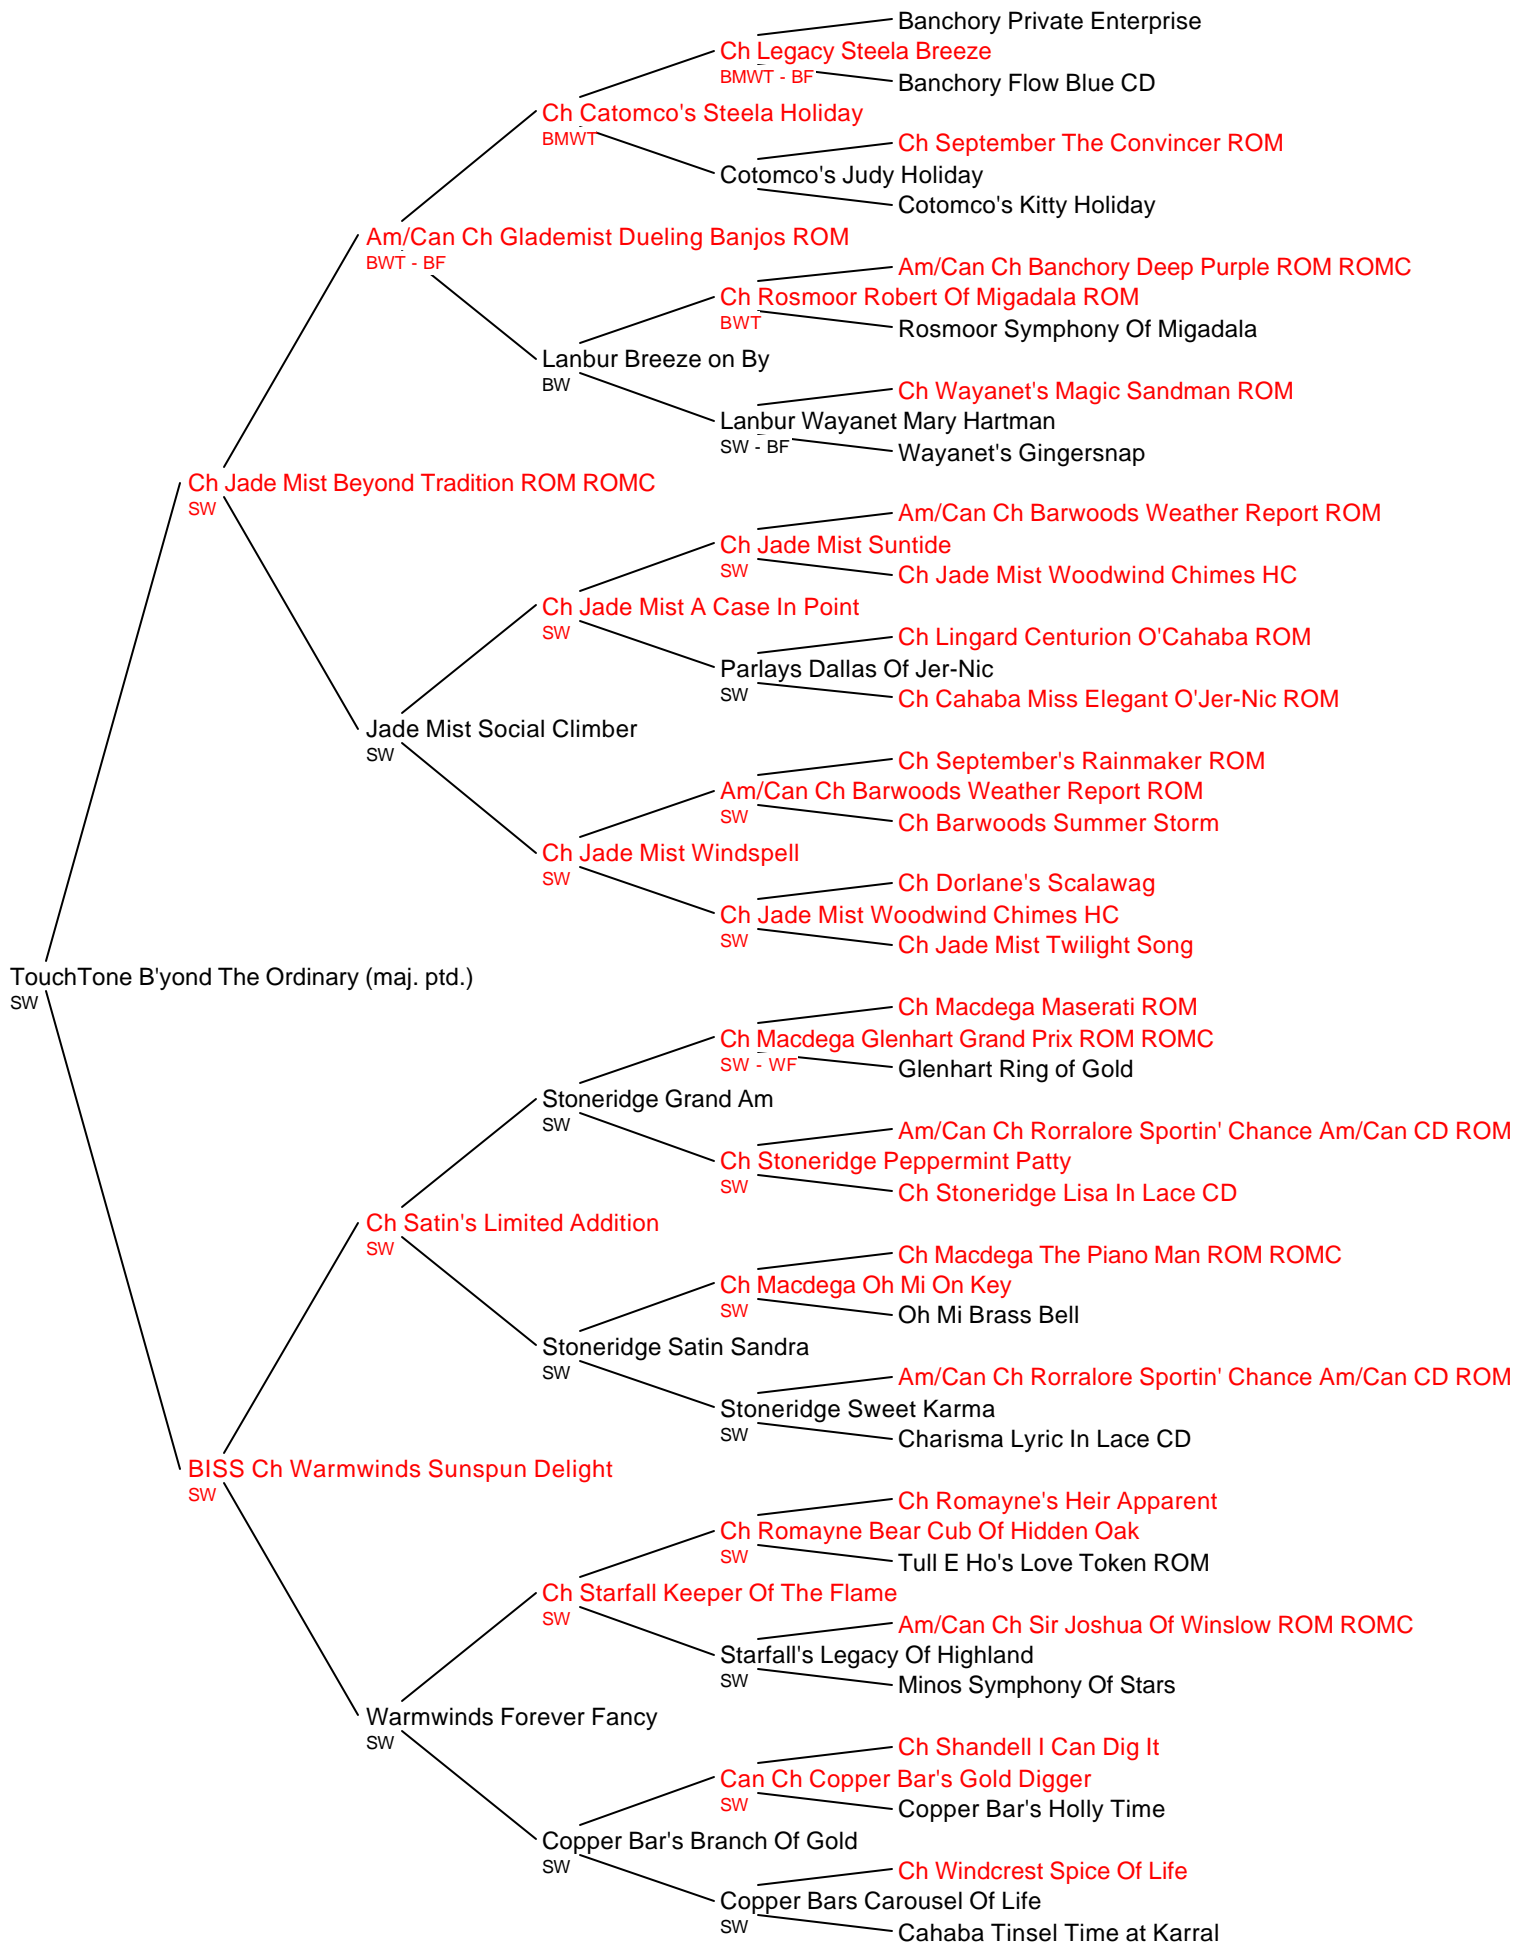 Banchory Private Enterprise
Ch Legacy Steela Breeze
BMWT - BF
Banchory Flow Blue CD
Ch Catomco's Steela Holiday
BMWT
Ch September The Convincer ROM
Cotomco's Judy Holiday
Cotomco's Kitty Holiday
Am/Can Ch Glademist Dueling Banjos ROM
BWT - BF
Am/Can Ch Banchory Deep Purple ROM ROMC
Ch Rosmoor Robert Of Migadala ROM
BWT
Rosmoor Symphony Of Migadala
Lanbur Breeze on By
BW
Ch Wayanet's Magic Sandman ROM
Lanbur Wayanet Mary Hartman
SW - BF
Wayanet's Gingersnap
Ch Jade Mist Beyond Tradition ROM ROMC
SW
Am/Can Ch Barwoods Weather Report ROM
Ch Jade Mist Suntide
SW
Ch Jade Mist Woodwind Chimes HC
Ch Jade Mist A Case In Point
SW
Ch Lingard Centurion O'Cahaba ROM
Parlays Dallas Of Jer-Nic
SW
Ch Cahaba Miss Elegant O'Jer-Nic ROM
Jade Mist Social Climber
SW
Ch September's Rainmaker ROM
Am/Can Ch Barwoods Weather Report ROM
SW
Ch Barwoods Summer Storm
Ch Jade Mist Windspell
SW
Ch Dorlane's Scalawag
Ch Jade Mist Woodwind Chimes HC
SW
Ch Jade Mist Twilight Song
TouchTone B'yond The Ordinary (maj. ptd.)
SW
Ch Macdega Maserati ROM
Ch Macdega Glenhart Grand Prix ROM ROMC
SW - WF
Glenhart Ring of Gold
Stoneridge Grand Am
SW
Am/Can Ch Rorralore Sportin' Chance Am/Can CD ROM
Ch Stoneridge Peppermint Patty
SW
Ch Stoneridge Lisa In Lace CD
Ch Satin's Limited Addition
SW
Ch Macdega The Piano Man ROM ROMC
Ch Macdega Oh Mi On Key
SW
Oh Mi Brass Bell
Stoneridge Satin Sandra
SW
Am/Can Ch Rorralore Sportin' Chance Am/Can CD ROM
Stoneridge Sweet Karma
SW
Charisma Lyric In Lace CD
BISS Ch Warmwinds Sunspun Delight
SW
Ch Romayne's Heir Apparent
Ch Romayne Bear Cub Of Hidden Oak
SW
Tull E Ho's Love Token ROM
Ch Starfall Keeper Of The Flame
SW
Am/Can Ch Sir Joshua Of Winslow ROM ROMC
Starfall's Legacy Of Highland
SW
Minos Symphony Of Stars
Warmwinds Forever Fancy
SW
Ch Shandell I Can Dig It
Can Ch Copper Bar's Gold Digger
SW
Copper Bar's Holly Time
Copper Bar's Branch Of Gold
SW
Ch Windcrest Spice Of Life
Copper Bars Carousel Of Life
SW
Cahaba Tinsel Time at Karral